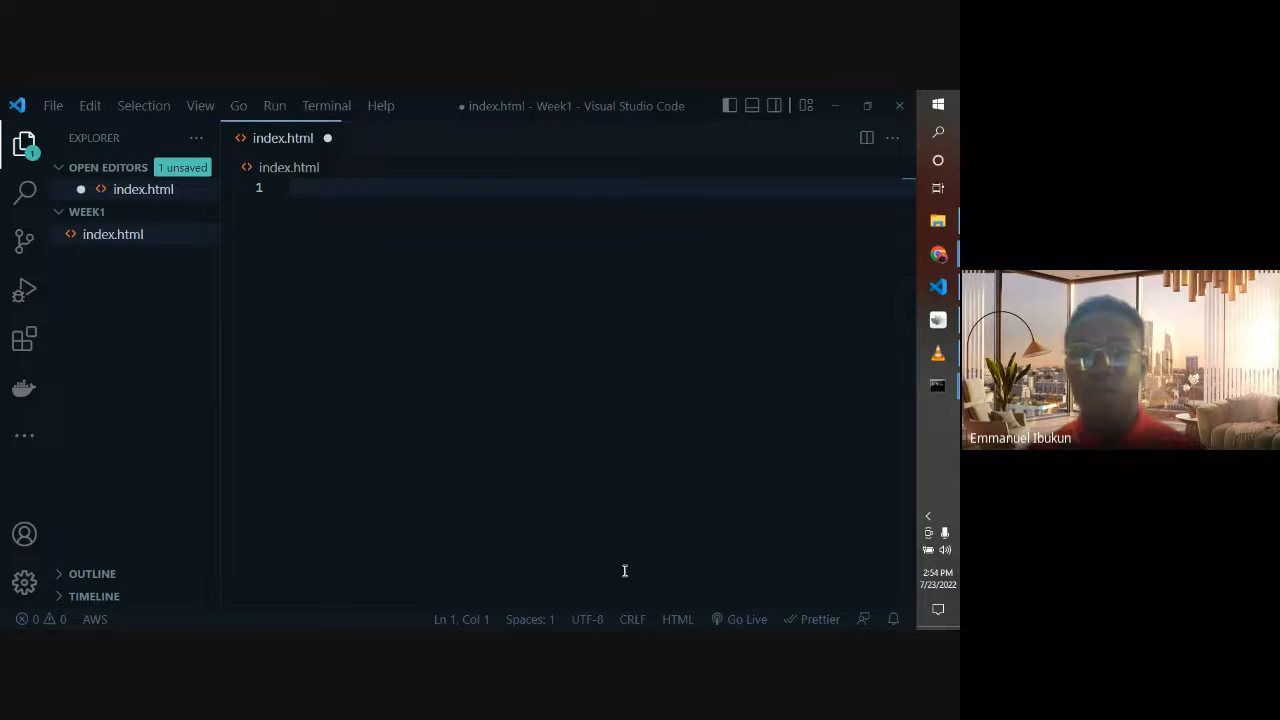 File Edit Selection View Go Run Terminal Help
● index.html - Week1 - Visual Studio Code
EXPLORER
index.html
OPEN EDITORS
1 unsaved
index.html
1
index.html
WEEK1
index.html
1
OUTLINE
TIMELINE
0 0 AWS
Ln 1, Col 1 Spaces: 1 UTF-8 CRLF HTML Go Live Prettier
2:54 PM
7/23/2022
Emmanuel Ibukun